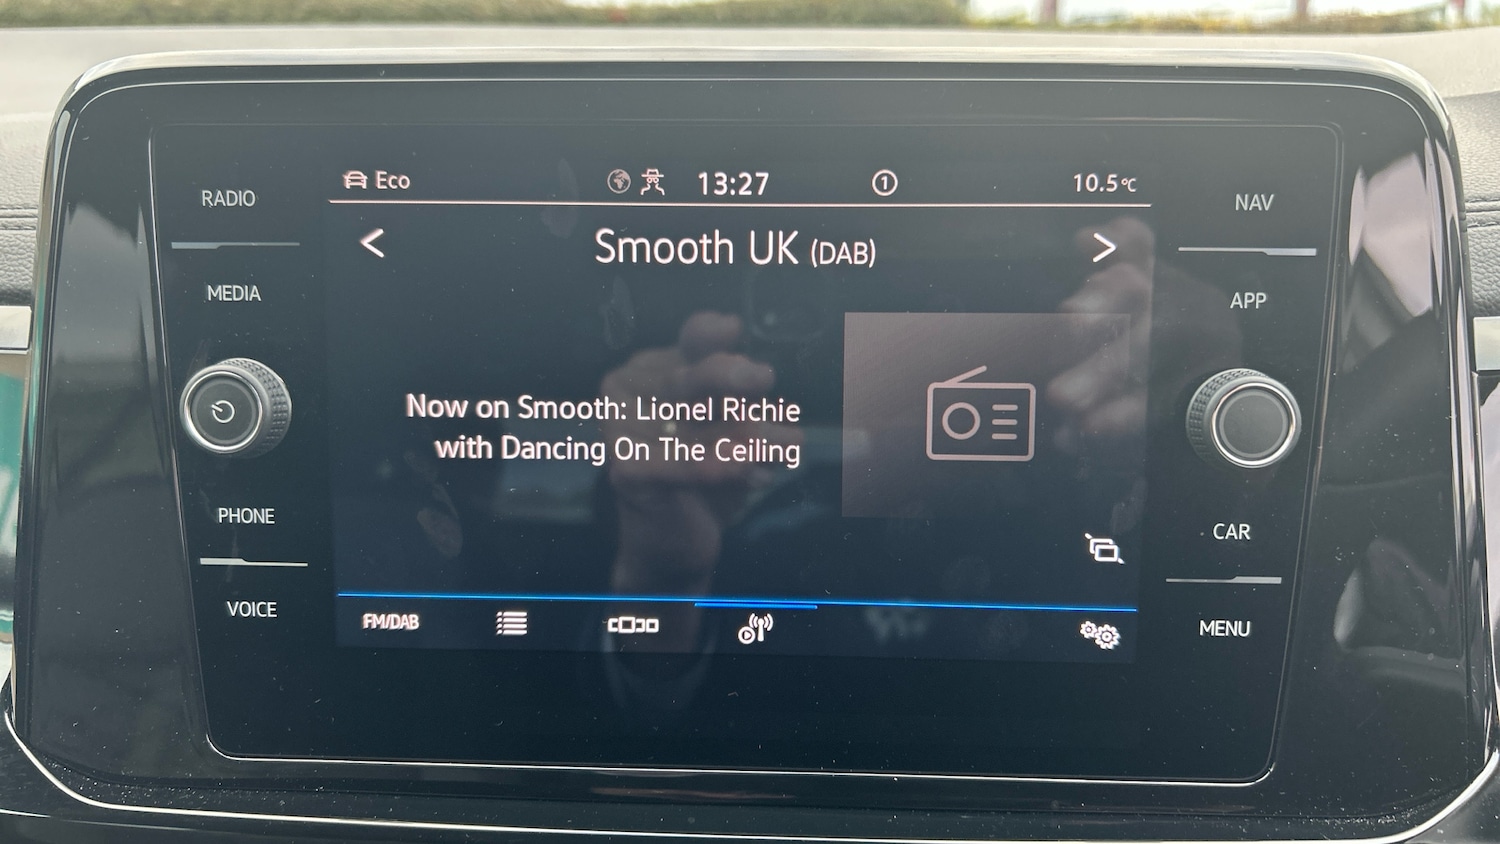 RADIO
MEDIA
PHONE
VOICE
Eco
13:27
1
10.5°C
< Smooth UK (DAB) >
Now on Smooth: Lionel Richie
with Dancing On The Ceiling
FM/DAB
NAV
APP
CAR
MENU